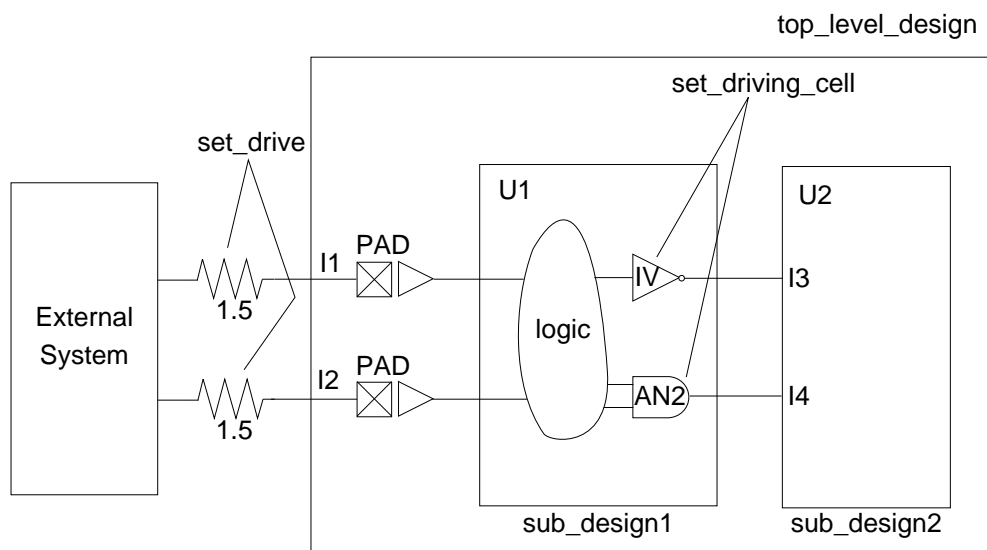 top_level_design
set_driving_cell
set_drive
U1
U2
I1
PAD
IV
I3
1.5
External
System
logic
I2
PAD
AN2
I4
1.5
sub_design1
sub_design2